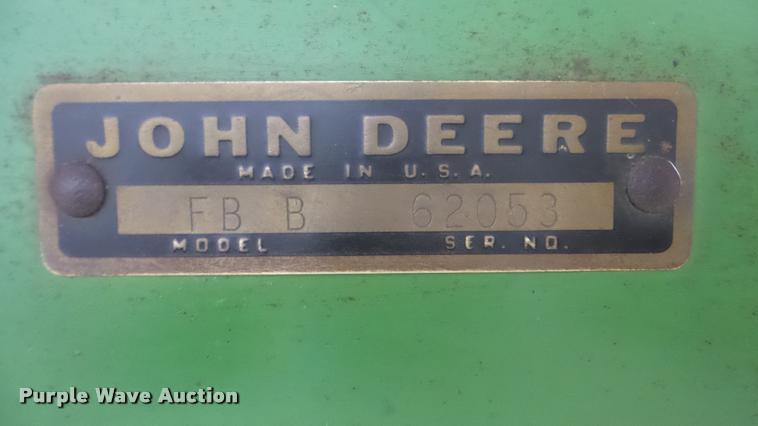 JOHN DEERE
MADE IN U.S.A.
FB B 62053
MODEL SER. NO.
Purple Wave Auction